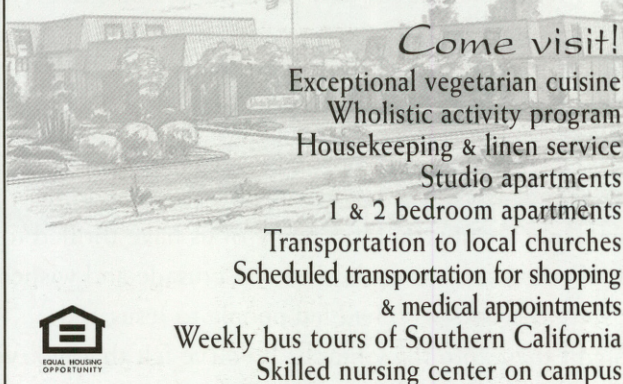 Come visit!
Exceptional vegetarian cuisine
Wholistic activity program
Housekeeping & linen service
Studio apartments
1 & 2 bedroom apartments
Transportation to local churches
Scheduled transportation for shopping
& medical appointments
Weekly bus tours of Southern California
Skilled nursing center on campus
EQUAL HOUSING
OPPORTUNITY